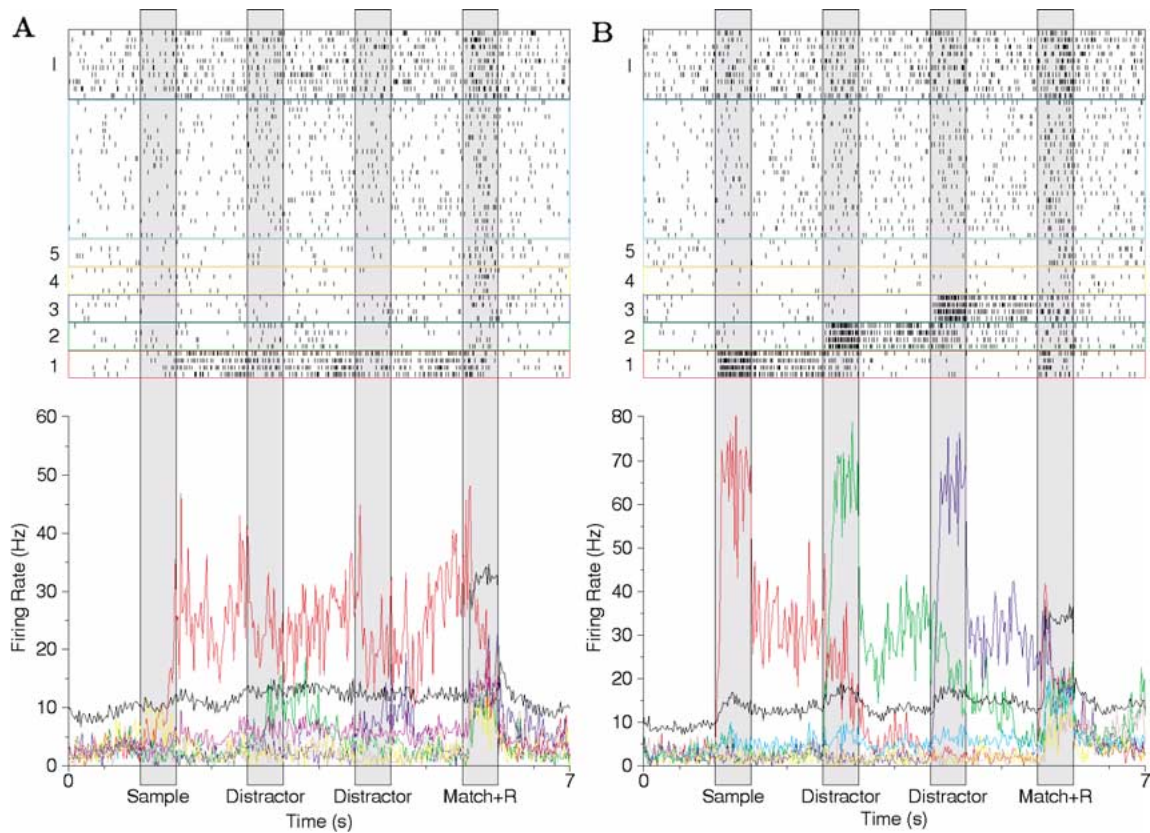 A
I
5
4
3
2
1
60
50
40
30
20
10
0
Firing Rate (Hz)
0
Sample
Distractor
Distractor
Match+R
7
Time (s)
B
I
5
4
3
2
1
80
70
60
50
40
30
20
10
0
Firing Rate (Hz)
0
Sample
Distractor
Distractor
Match+R
7
Time (s)